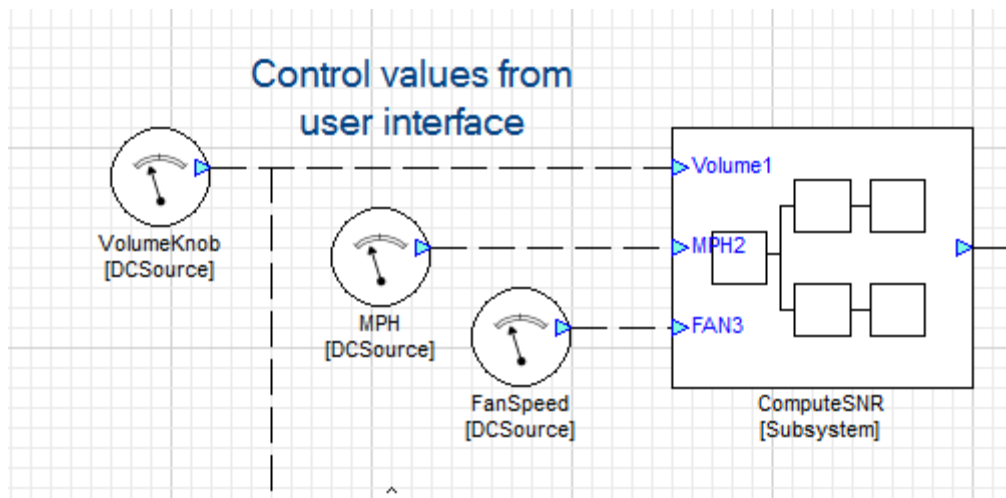 Control values from
user interface
Volume1
VolumeKnob
[DCSource]
MPH2
MPH
[DCSource]
FAN3
FanSpeed
[DCSource]
ComputeSNR
[Subsystem]